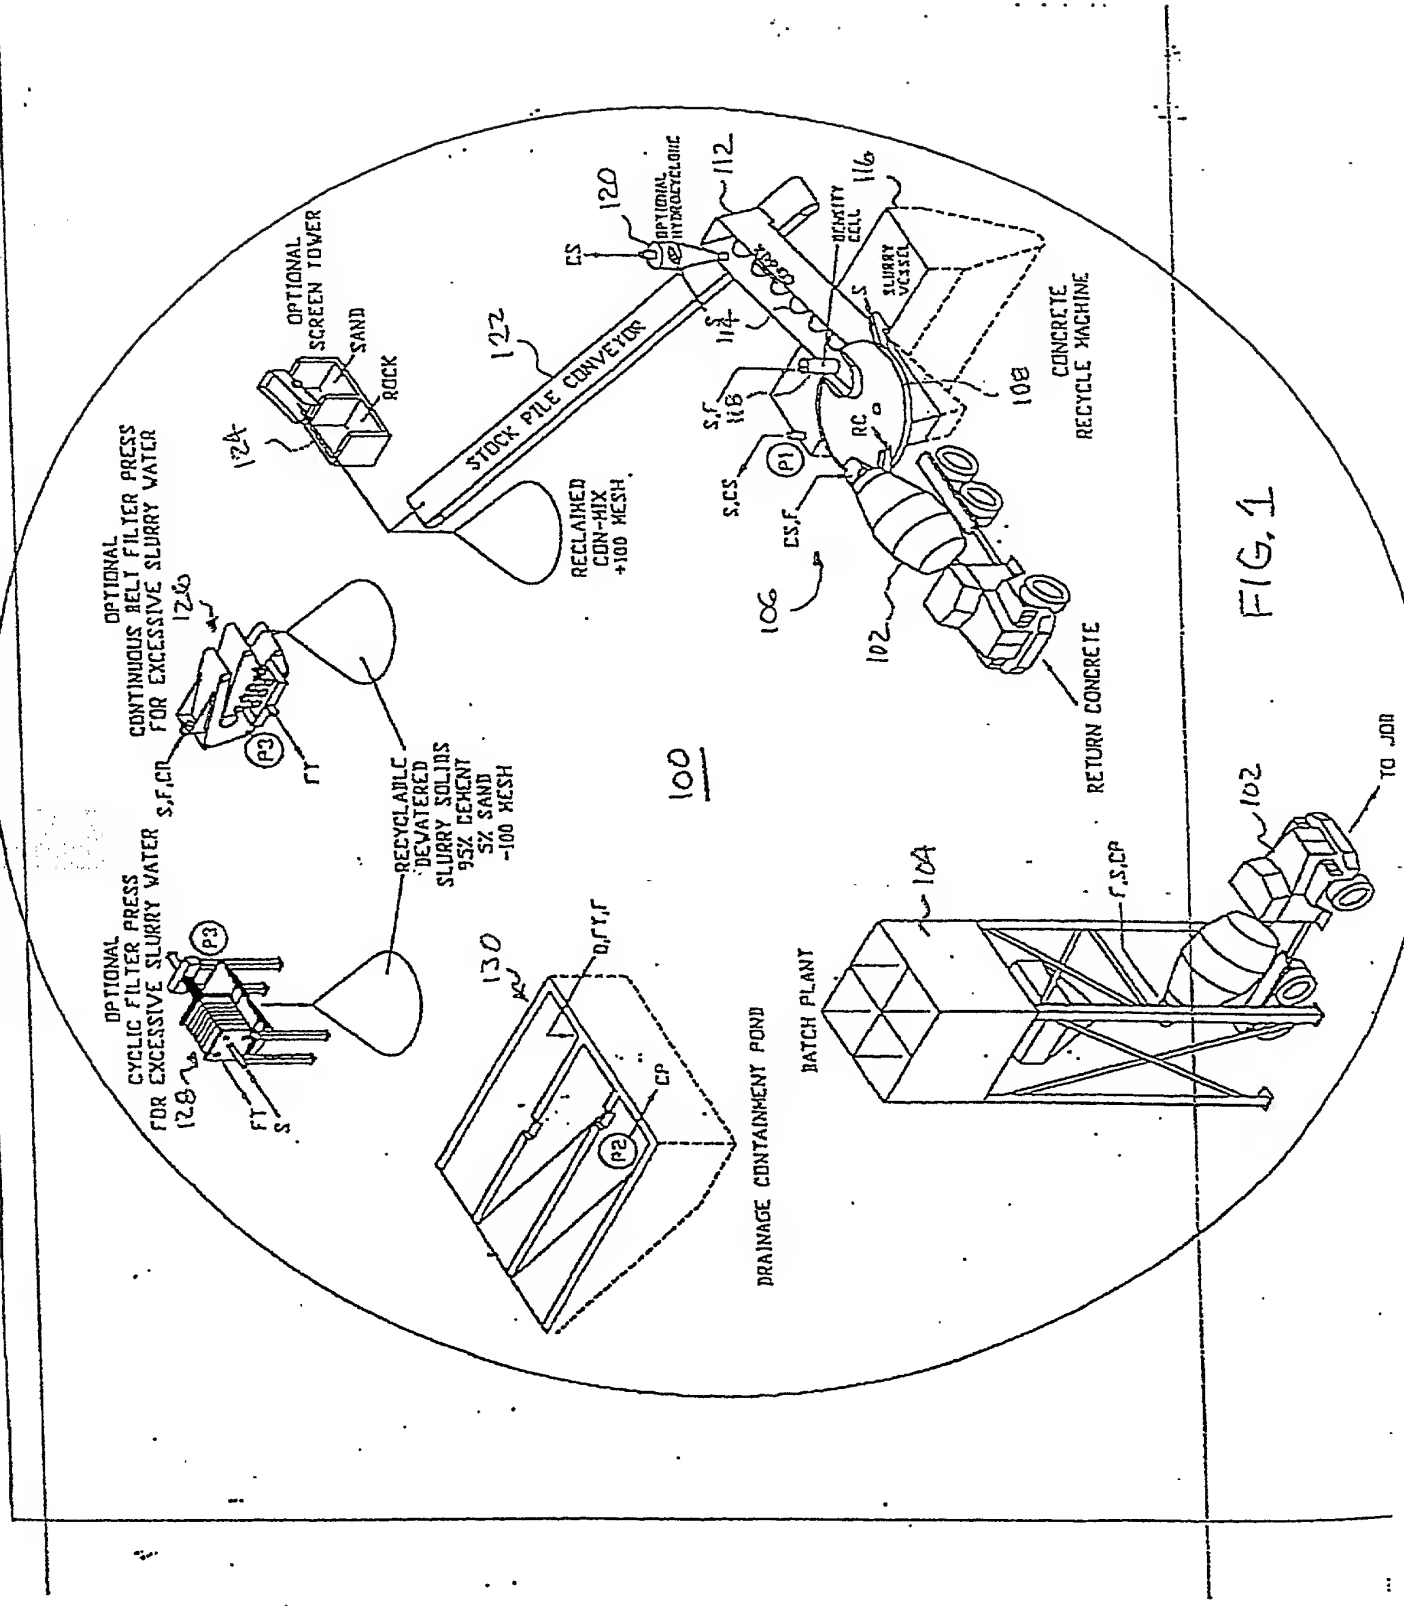 OPTIONAL
CYCLIC FILTER PRESS
FOR EXCESSIVE SLURRY WATER
128
P3
FT
S
OPTIONAL
CONTINUOUS BELT FILTER PRESS
FOR EXCESSIVE SLURRY WATER
126
P3
FT
RECYCLABLE
DEWATERED
SLURRY SOLIDS
95% CEMENT
5% SAND
-100 MESH
OPTIONAL
SCREEN TOWER
SAND
ROCK
124
122
STOCK PILE CONVEYOR
RECLAIMED
CON-MIX
+100 MESH
CS
120
OPTIONAL
HYDROCYCLONE
112
S
114
DENSITY
CELL
116
SLURRY
VESSEL
S
S,F
118
S,CS
P1
RC
CS,F
108
CONCRETE
RECYCLE MACHINE
106
102
RETURN CONCRETE
100
130
CP
P2
DRAINAGE CONTAINMENT POND
BATCH PLANT
104
F,S,CP
102
TO JOB
FIG. 1